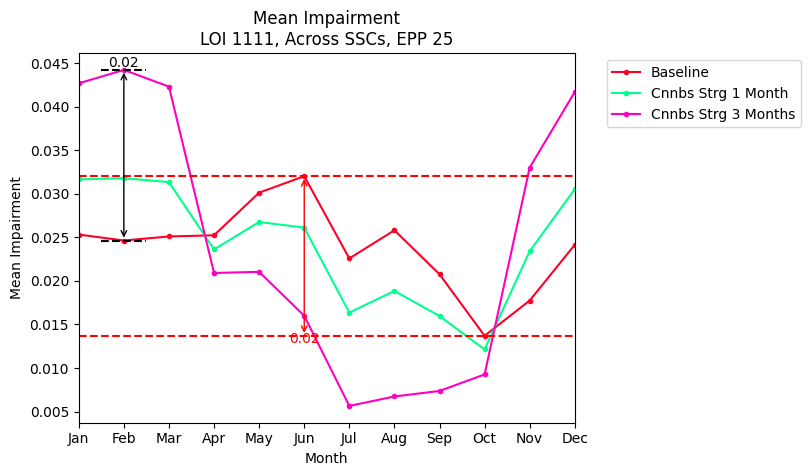 Mean Impairment
LOI 1111, Across SSCs, EPP 25
Mean Impairment
0.045
0.040
0.035
0.030
0.025
0.020
0.015
0.010
0.005
0.02
0.02
Jan Feb Mar Apr May Jun Jul Aug Sep Oct Nov Dec
Month
Baseline
Cnnbs Strg 1 Month
Cnnbs Strg 3 Months